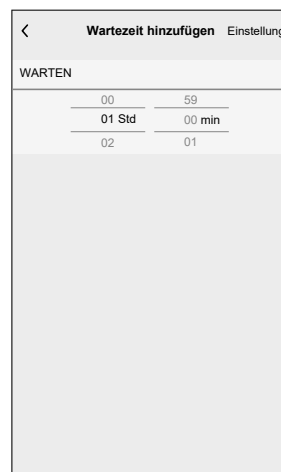 Wartezeit hinzufügen Einstellung
WARTEN
00 59
01 Std 00 min
02 01